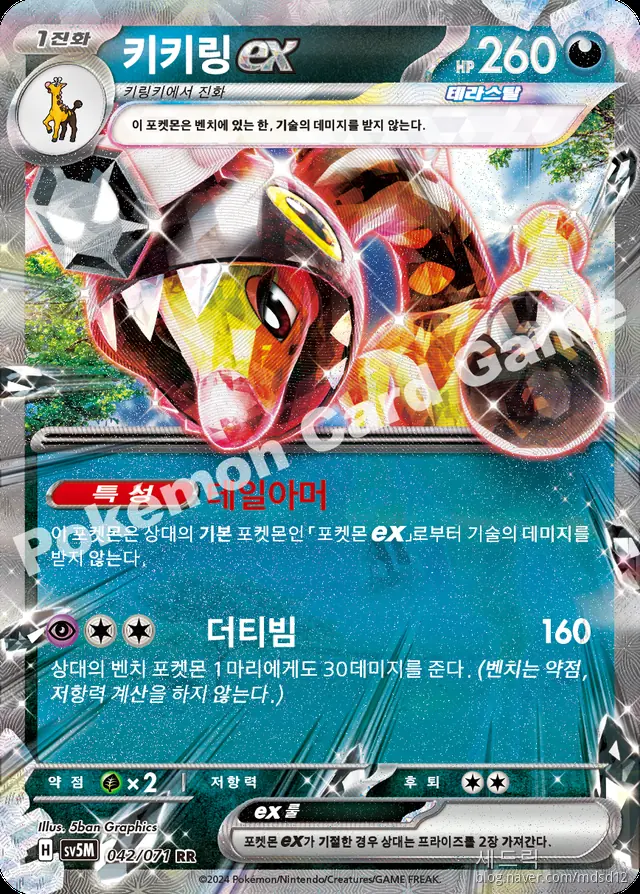 1진화
키키링 ex
HP 260
키링키에서 진화
테라스탈
이 포켓몬은 벤치에 있는 한, 기술의 데미지를 받지 않는다.
Pokémon Card Game
특성 테일아머
이 포켓몬은 상대의 기본 포켓몬인 「포켓몬 ex」로부터 기술의 데미지를
받지 않는다.
더티빔 160
상대의 벤치 포켓몬 1마리에게도 30데미지를 준다. (벤치는 약점,
저항력 계산을 하지 않는다.)
약점 ×2 저항력 후퇴
Illus. 5ban Graphics
ex 룰
포켓몬 ex가 기절한 경우 상대는 프라이즈를 2장 가져간다.
H sv5M 042/071 RR
세드릭
blog.naver.com/mdsd12
©2024 Pokémon/Nintendo/Creatures/GAME FREAK.